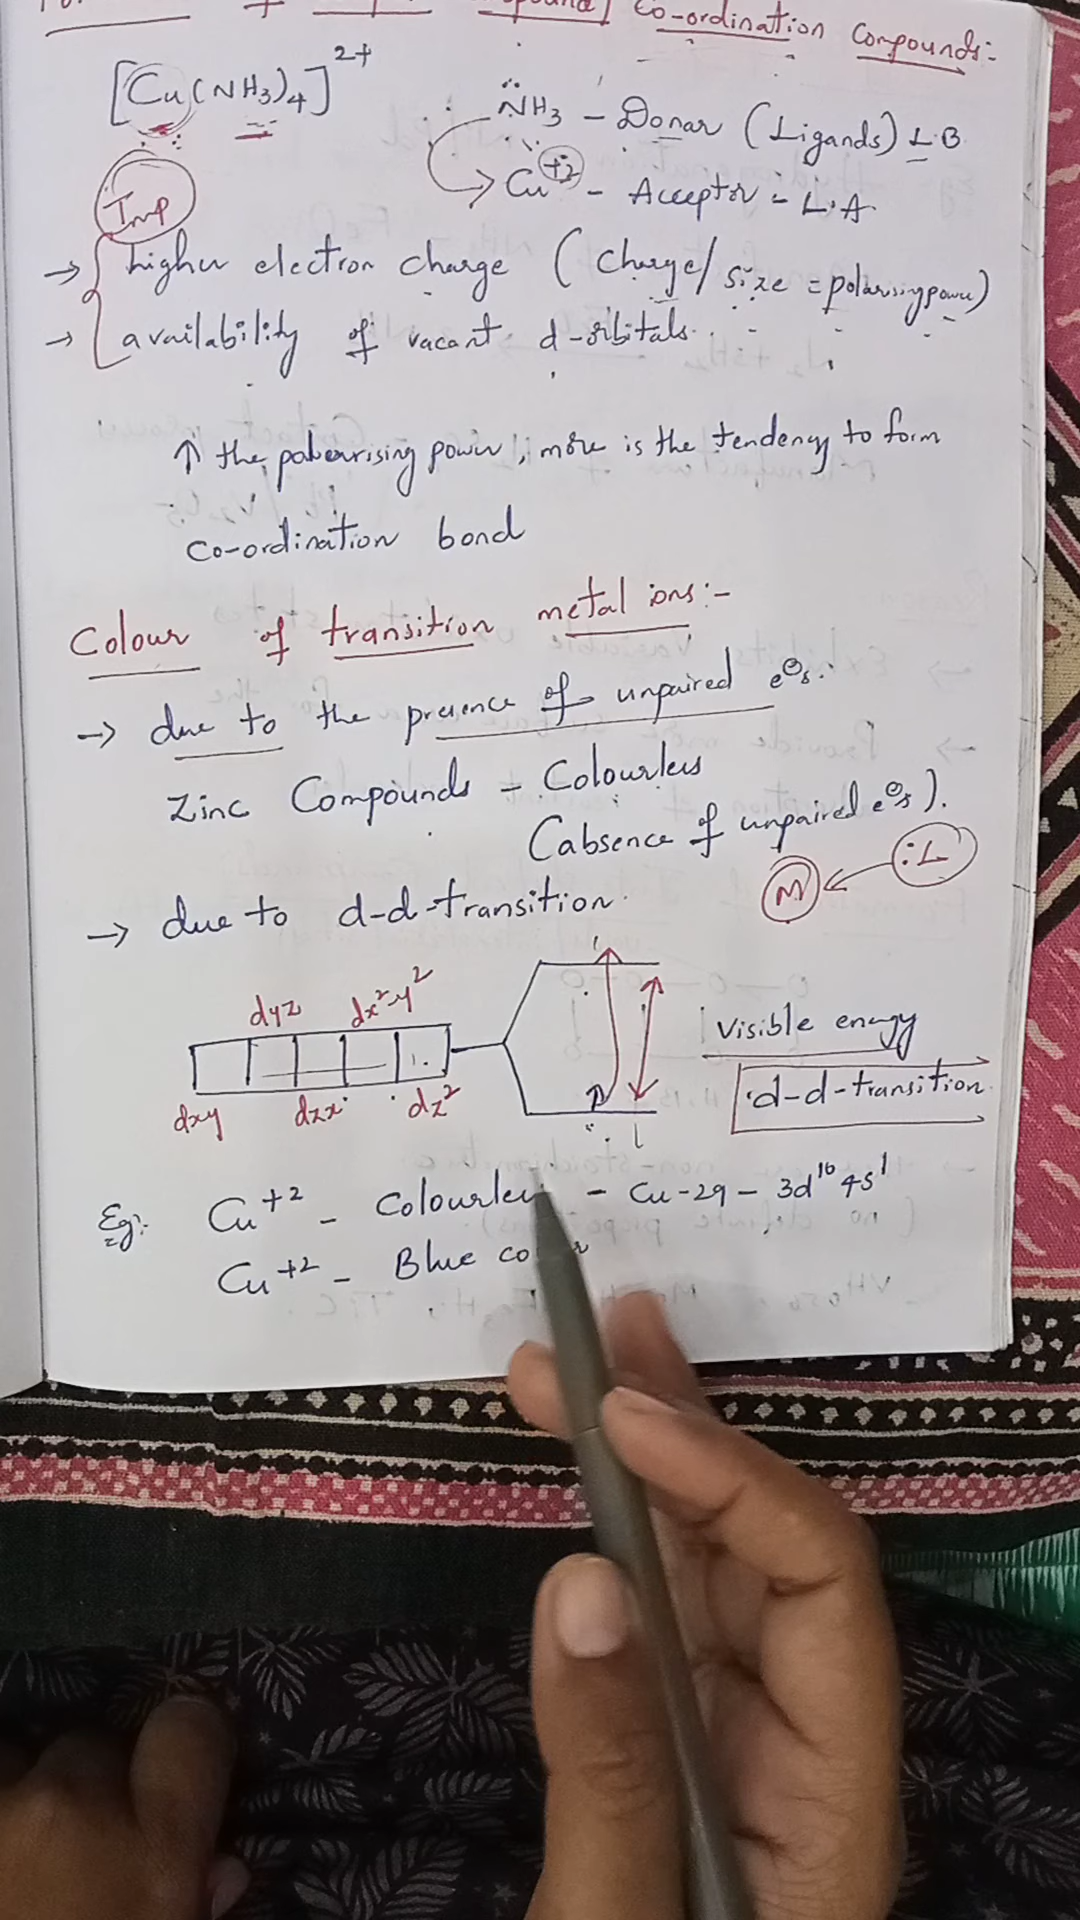 Co-ordination Compounds:-
[Cu(NH3)4]2+
N̈H3 - Donar (Ligands) L.B
Cu+2 - Acceptor - L.A
Imp
→ higher electron charge ( Charge/size = polarising power)
→ availability of vacant d-orbitals.
↑ the polarising power, more is the tendency to form
Co-ordination bond
Colour of transition metal ions:-
→ due to the presence of unpaired e⊖s.
Zinc Compounds - Colourless
(absence of unpaired e⊖s).
M ← :L
→ due to d-d-transition.
dyz dx²-y²
dxy dzx dz²
Visible energy
d-d-transition
Eg:- Cu+2 - Colourless - Cu-29 - 3d10 4s1
Cu+2 - Blue